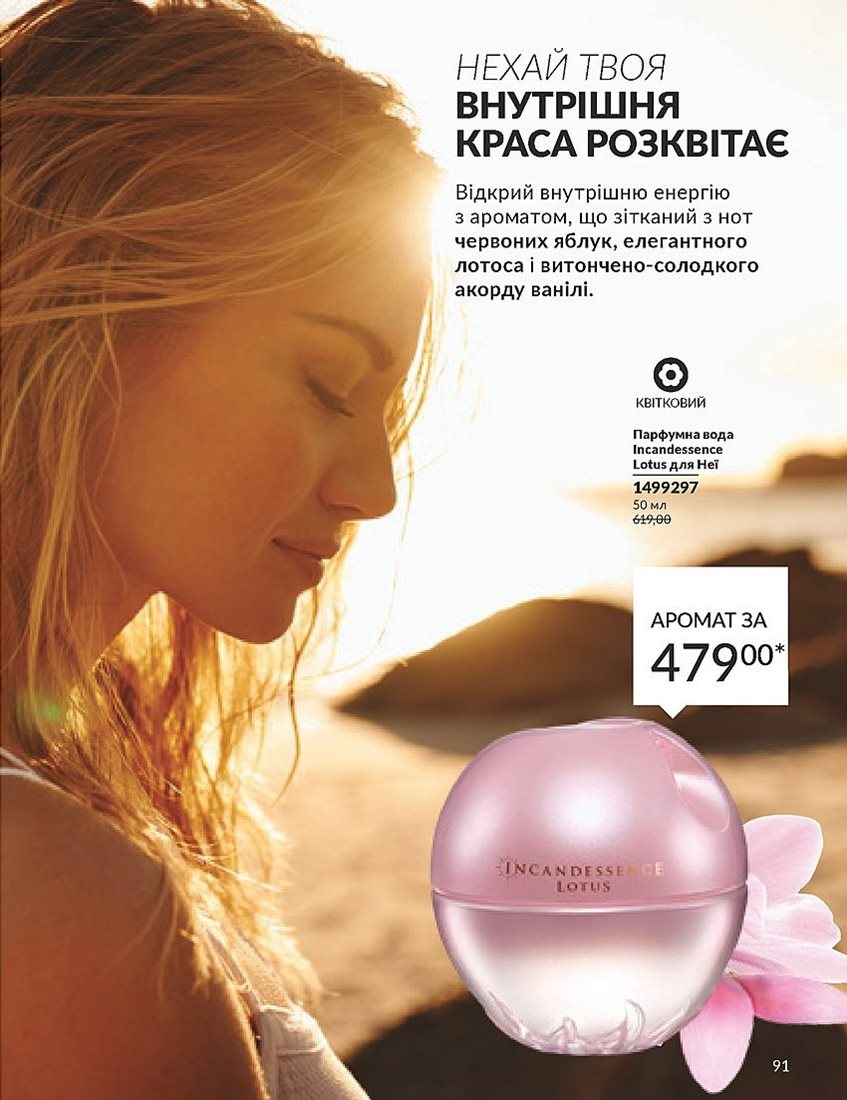 НЕХАЙ ТВОЯ
ВНУТРІШНЯ
КРАСА РОЗКВІТАЄ
Відкрий внутрішню енергію
з ароматом, що зітканий з нот
червоних яблук, елегантного
лотоса і витончено-солодкого
акорду ванілі.
КВІТКОВИЙ
Парфумна вода
Incandessence
Lotus для Неї
1499297
50 мл
619,00
АРОМАТ ЗА
47900*
INCANDESSENCE
LOTUS
91